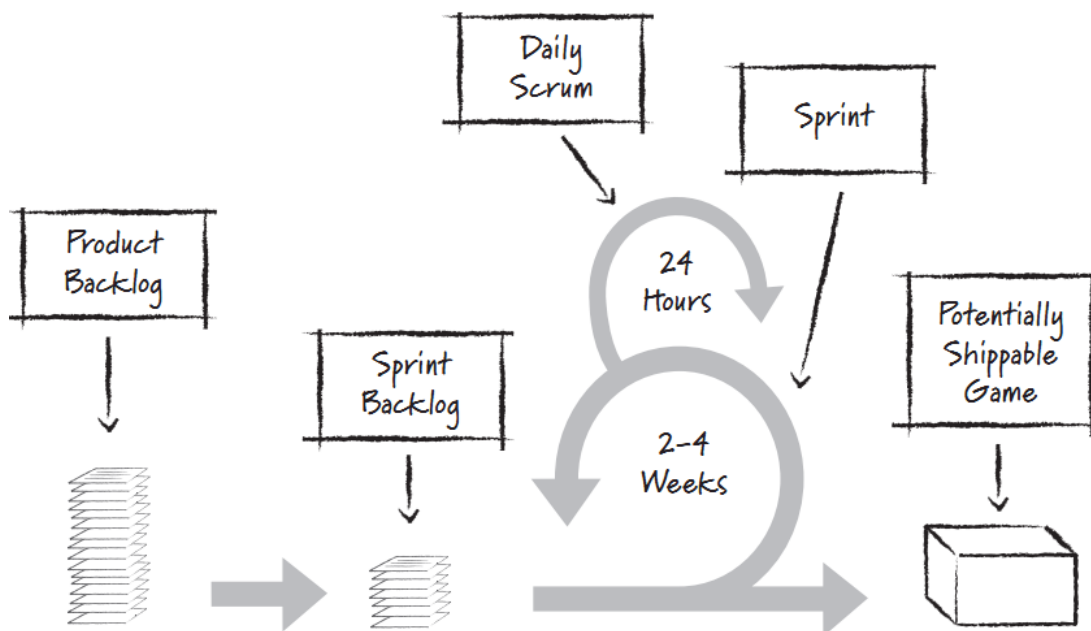 Daily
Scrum
Sprint
Product
Backlog
24
Hours
Potentially
Shippable
Game
Sprint
Backlog
2–4
Weeks